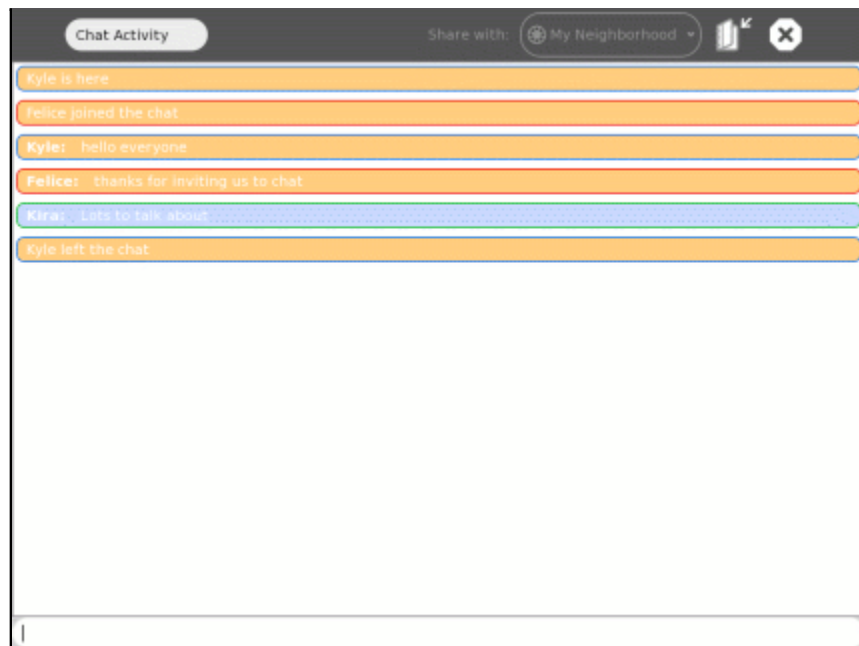 Chat Activity
Share with: My Neighborhood
Kyle is here
Felice joined the chat
Kyle: hello everyone
Felice: thanks for inviting us to chat
Kira: Lots to talk about
Kyle left the chat